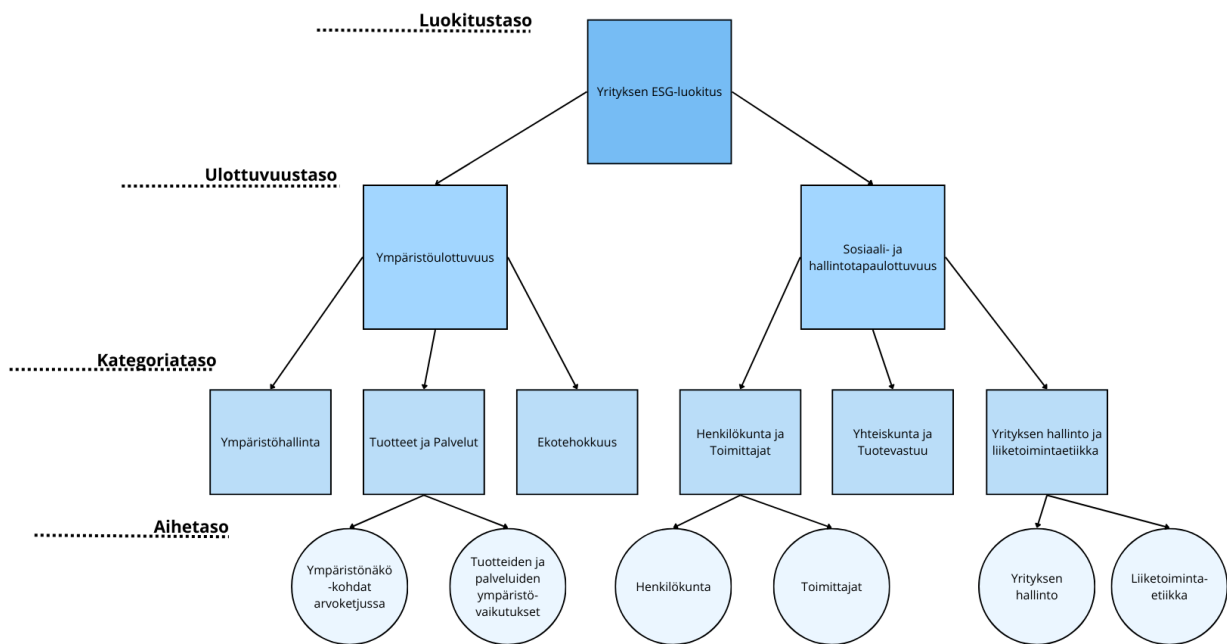 Luokitustaso
Yrityksen ESG-luokitus
Ulottuvuustaso
Ympäristöulottuvuus
Sosiaali- ja
hallintotapaulottuvuus
Kategoriataso
Ympäristöhallinta
Tuotteet ja Palvelut
Ekotehokkuus
Henkilökunta ja
Toimittajat
Yhteiskunta ja
Tuotevastuu
Yrityksen hallinto ja
liiketoimintaetiikka
Aihetaso
Ympäristönäkö
-kohdat
arvoketjussa
Tuotteiden ja
palveluiden
ympäristö-
vaikutukset
Henkilökunta
Toimittajat
Yrityksen
hallinto
Liiketoiminta-
etiikka